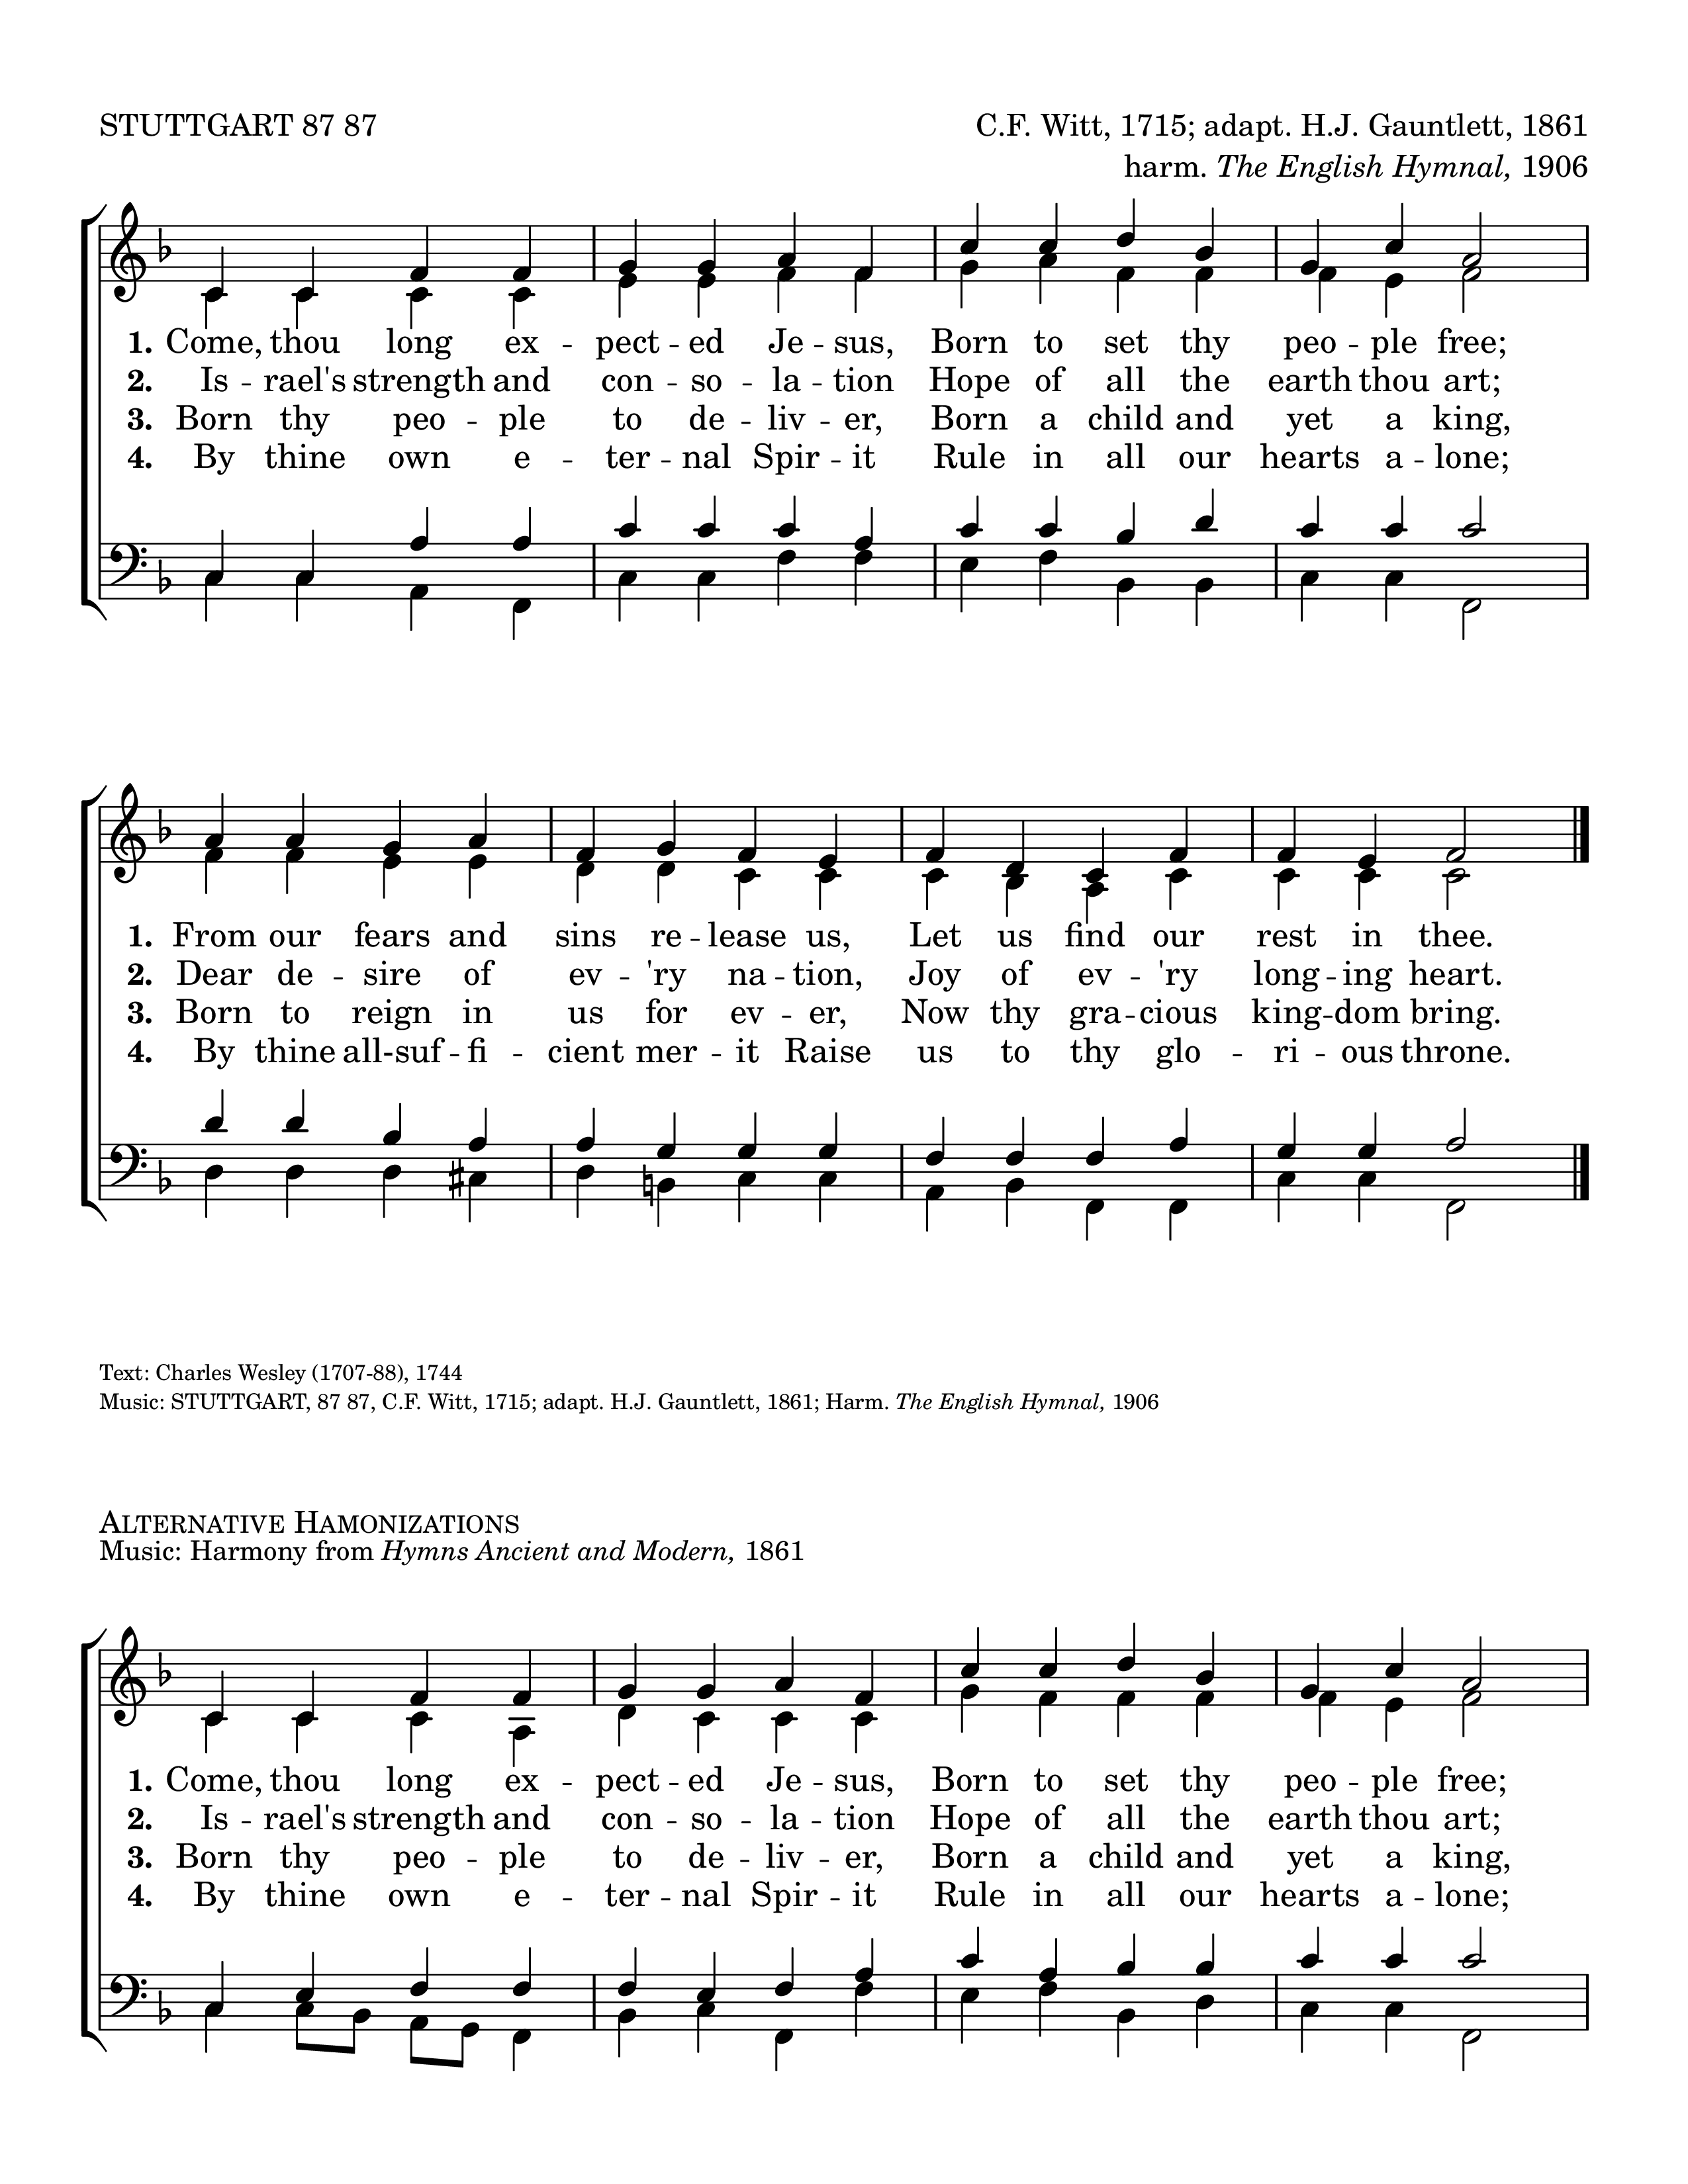 STUTTGART 87 87
C.F. Witt, 1715; adapt. H.J. Gauntlett, 1861
harm. The English Hymnal, 1906
1. Come, thou long ex - pect - ed Je - sus, Born to set thy peo - ple free;
2. Is - rael's strength and con - so - la - tion Hope of all the earth thou art;
3. Born thy peo - ple to de - liv - er, Born a child and yet a king,
4. By thine own e - ter - nal Spir - it Rule in all our hearts a - lone;
1. From our fears and sins re - lease us, Let us find our rest in thee.
2. Dear de - sire of ev - 'ry na - tion, Joy of ev - 'ry long - ing heart.
3. Born to reign in us for ev - er, Now thy gra - cious king - dom bring.
4. By thine all-suf - fi - cient mer - it Raise us to thy glo - ri - ous throne.
Text: Charles Wesley (1707-88), 1744
Music: STUTTGART, 87 87, C.F. Witt, 1715; adapt. H.J. Gauntlett, 1861; Harm. The English Hymnal, 1906
ALTERNATIVE HAMONIZATIONS
Music: Harmony from Hymns Ancient and Modern, 1861
1. Come, thou long ex - pect - ed Je - sus, Born to set thy peo - ple free;
2. Is - rael's strength and con - so - la - tion Hope of all the earth thou art;
3. Born thy peo - ple to de - liv - er, Born a child and yet a king,
4. By thine own e - ter - nal Spir - it Rule in all our hearts a - lone;